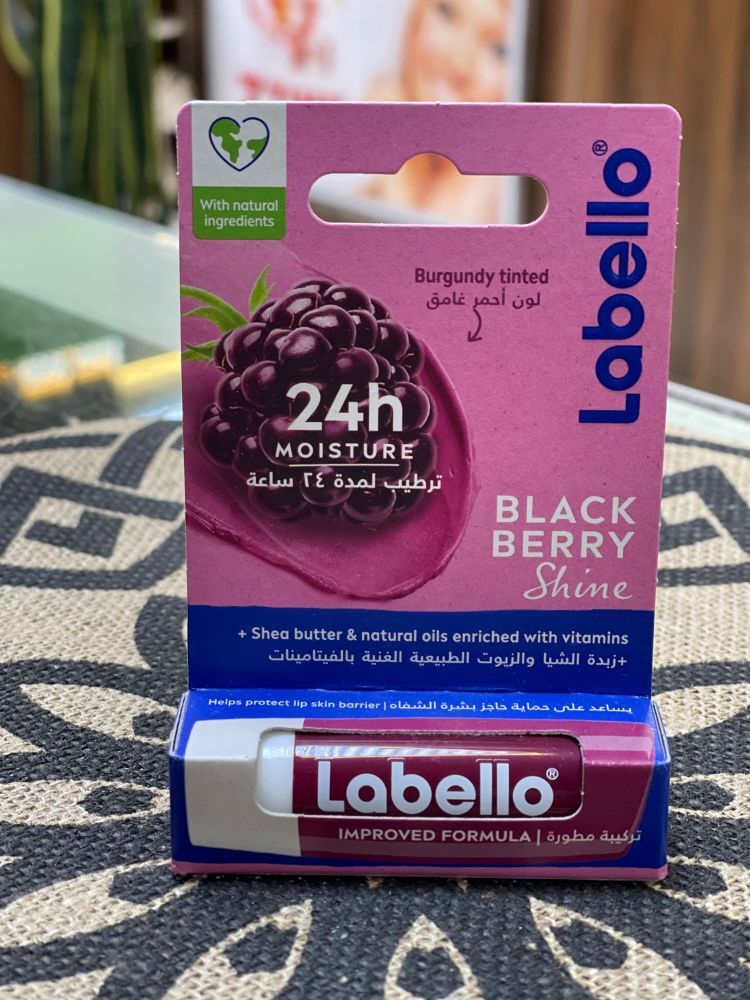 With natural
ingredients
Labello®
Burgundy tinted
لون أحمر غامق
24h
MOISTURE
ترطيب لمدة ٢٤ ساعة
BLACK
BERRY
Shine
+ Shea butter & natural oils enriched with vitamins
+زبدة الشيا والزيوت الطبيعية الغنية بالفيتامينات
Helps protect lip skin barrier | يساعد على حماية حاجز بشرة الشفاه
Labello®
IMPROVED FORMULA | تركيبة مطورة